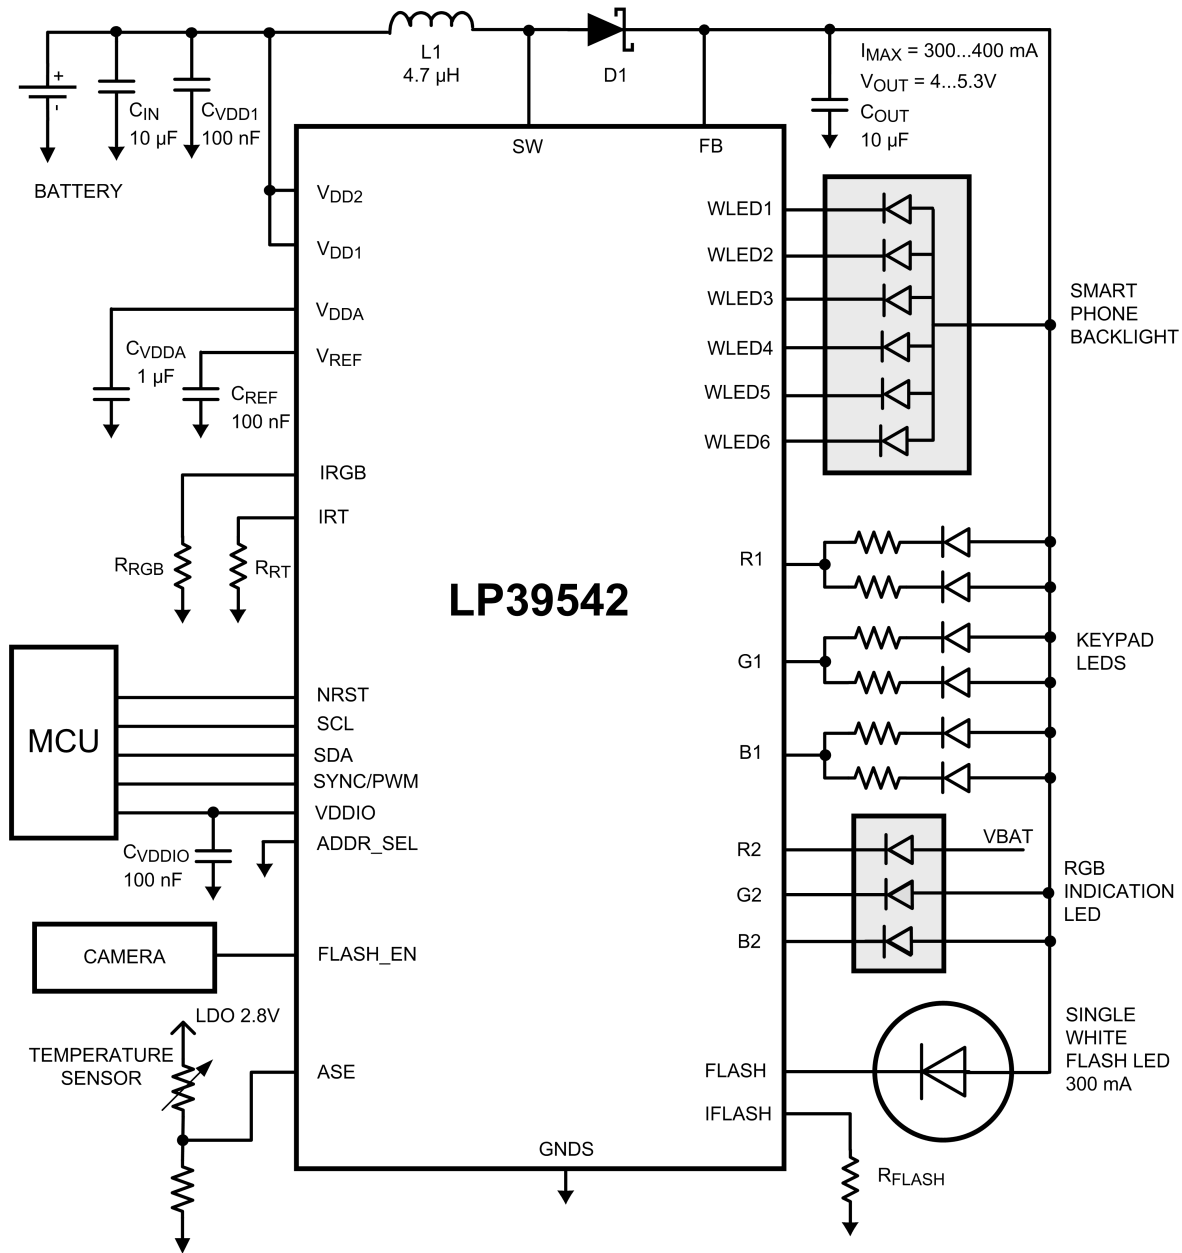 L1
4.7 µH
D1
IMAX = 300...400 mA
VOUT = 4...5.3V
COUT
10 µF
+
-
CIN
10 µF
CVDD1
100 nF
BATTERY
SW
FB
VDD2
VDD1
VDDA
VREF
CVDDA
1 µF
CREF
100 nF
IRGB
IRT
RRGB
RRT
LP39542
WLED1
WLED2
WLED3
WLED4
WLED5
WLED6
SMART
PHONE
BACKLIGHT
R1
G1
B1
KEYPAD
LEDS
MCU
NRST
SCL
SDA
SYNC/PWM
VDDIO
ADDR_SEL
CVDDIO
100 nF
R2
G2
B2
VBAT
RGB
INDICATION
LED
CAMERA
FLASH_EN
LDO 2.8V
TEMPERATURE
SENSOR
ASE
FLASH
IFLASH
SINGLE
WHITE
FLASH LED
300 mA
RFLASH
GNDS